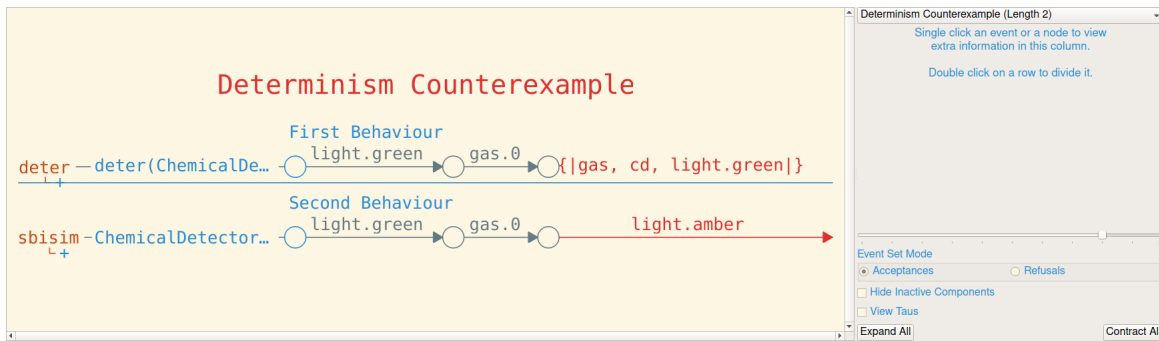 Determinism Counterexample
First Behaviour
light.green gas.0
deter deter(ChemicalDe… {|gas, cd, light.green|}
Second Behaviour
light.green gas.0 light.amber
sbisim ChemicalDetector…
Determinism Counterexample (Length 2)
Single click an event or a node to view
extra information in this column.
Double click on a row to divide it.
Event Set Mode
Acceptances Refusals
Hide Inactive Components
View Taus
Expand All Contract Al